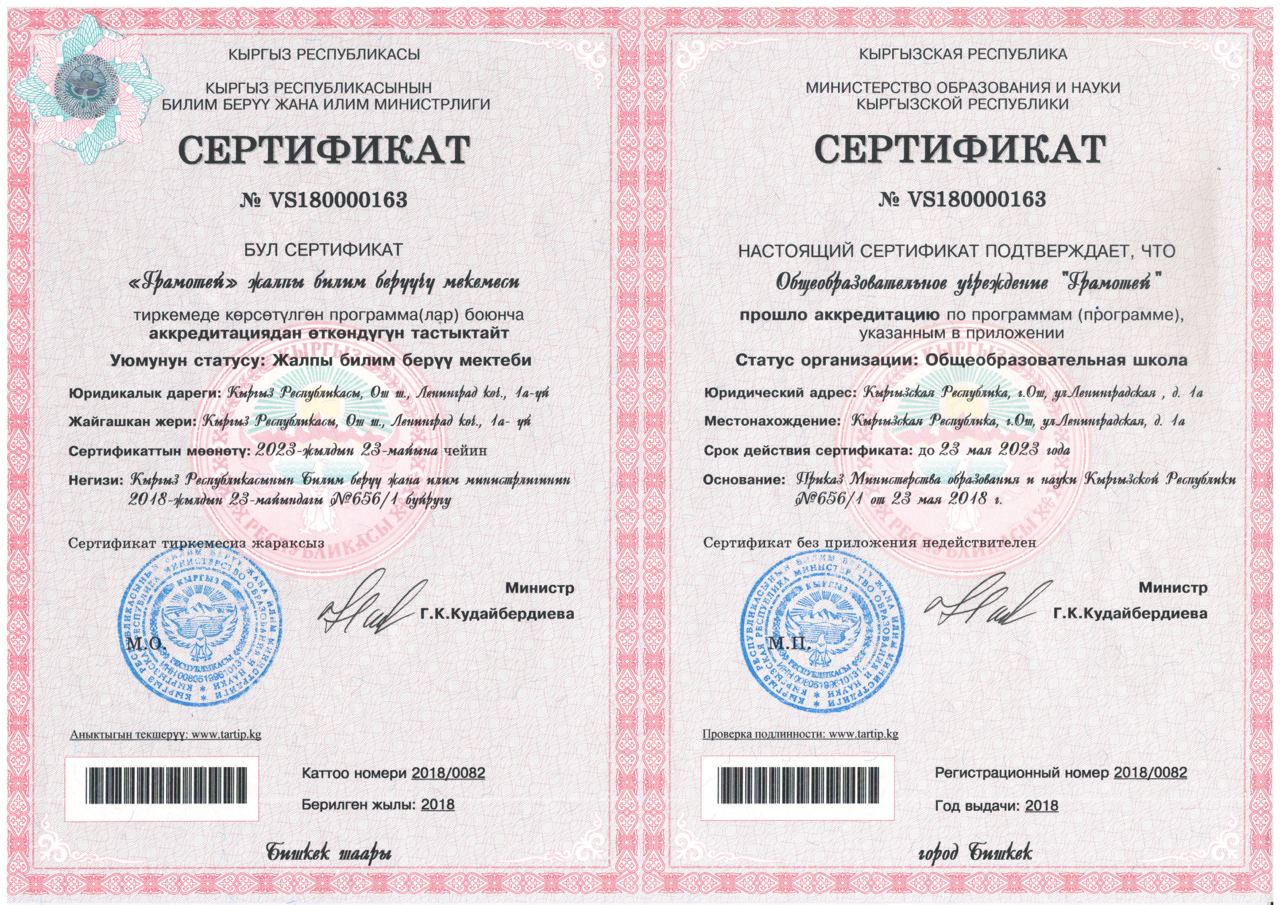 КЫРГЫЗ РЕСПУБЛИКАСЫ
КЫРГЫЗ РЕСПУБЛИКАСЫНЫН
БИЛИМ БЕРҮҮ ЖАНА ИЛИМ МИНИСТРЛИГИ
СЕРТИФИКАТ
№ VS180000163
БУЛ СЕРТИФИКАТ
«Грамотей» жалпы билим берүүчү мекемеси
тиркемеде көрсөтүлгөн программа(лар) боюнча
аккредитациядан өткөндүгүн тастыктайт
Уюмунун статусу: Жалпы билим берүү мектеби
Юридикалык дареги: Кыргыз Республикасы, Ош ш., Ленинград көч., 1а-үй
Жайгашкан жери: Кыргыз Республикасы, Ош ш., Ленинград көч., 1а- үй
Сертификаттын мөөнөтү: 2023-жылдын 23-майына чейин
Негизи: Кыргыз Республикасынын Билим берүү жана илим министрлигинин
2018-жылдын 23-майындагы №656/1 буйругу
Сертификат тиркемесиз жараксыз
Министр
М.О.
Г.К.Кудайбердиева
Аныктыгын текшерүү: www.tartip.kg
Каттоо номери 2018/0082
Берилген жылы: 2018
Бишкек шаары
КЫРГЫЗСКАЯ РЕСПУБЛИКА
МИНИСТЕРСТВО ОБРАЗОВАНИЯ И НАУКИ
КЫРГЫЗСКОЙ РЕСПУБЛИКИ
СЕРТИФИКАТ
№ VS180000163
НАСТОЯЩИЙ СЕРТИФИКАТ ПОДТВЕРЖДАЕТ, ЧТО
Общеобразовательное учреждение "Грамотей"
прошло аккредитацию по программам (программе),
указанным в приложении
Статус организации: Общеобразовательная школа
Юридический адрес: Кыргызская Республика, г.Ош, ул.Ленинградская , д. 1а
Местонахождение: Кыргызская Республика, г.Ош, ул.Ленинградская, д. 1а
Срок действия сертификата: до 23 мая 2023 года
Основание: Приказ Министерства образования и науки Кыргызской Республики
№656/1 от 23 мая 2018 г.
Сертификат без приложения недействителен
Министр
М.П.
Г.К.Кудайбердиева
Проверка подлинности: www.tartip.kg
Регистрационный номер 2018/0082
Год выдачи: 2018
город Бишкек